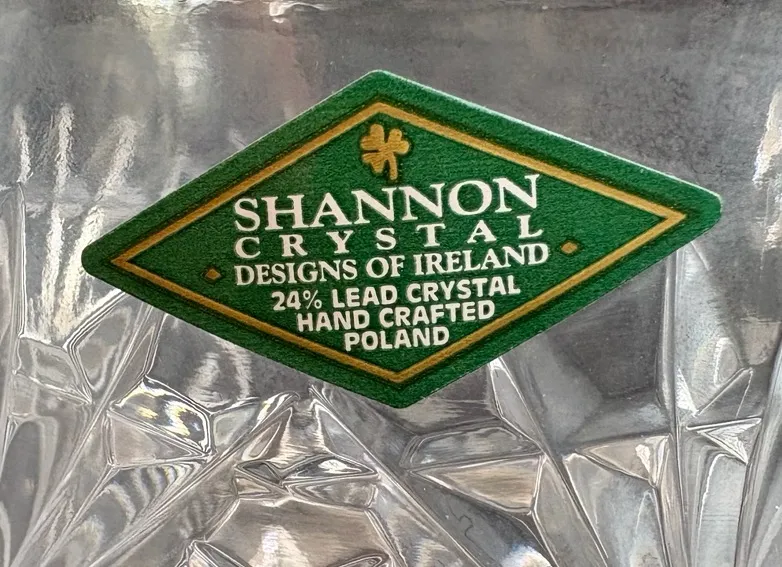 SHANNON
CRYSTAL
DESIGNS OF IRELAND
24% LEAD CRYSTAL
HAND CRAFTED
POLAND